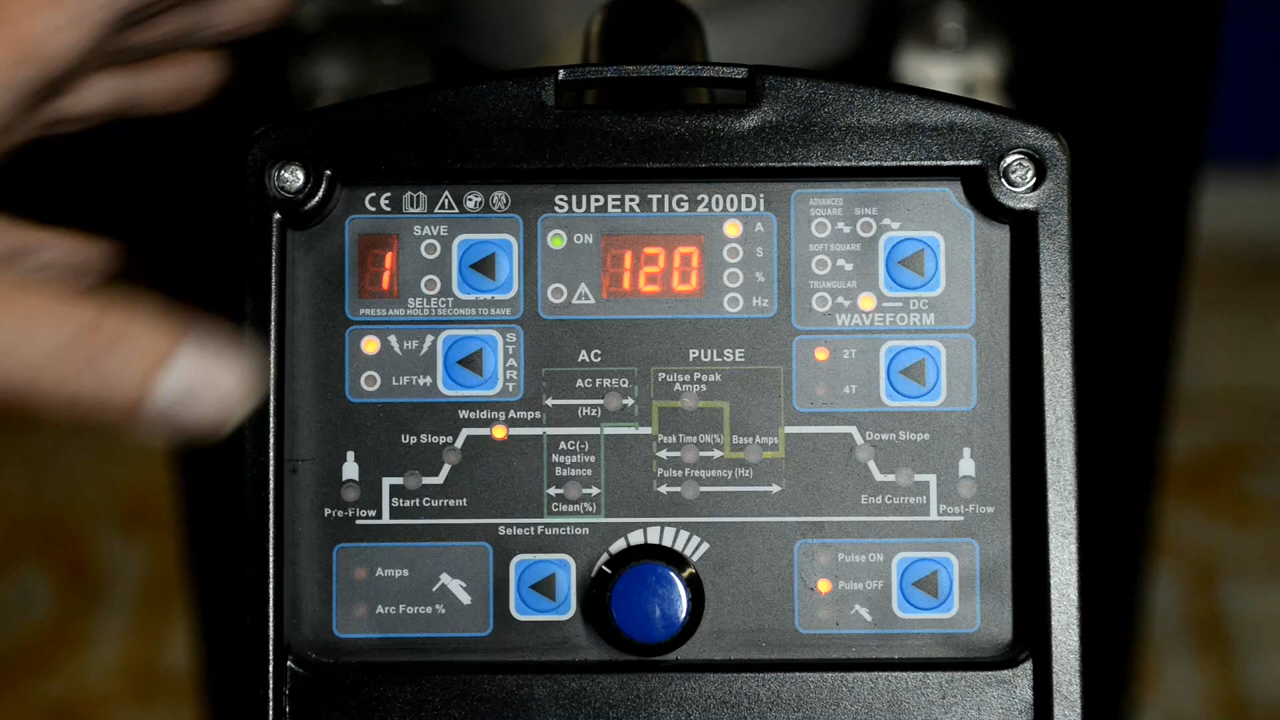 CE
SUPER TIG 200Di
SAVE
1
SELECT
PRESS AND HOLD 3 SECONDS TO SAVE
ON
120
A
S
%
Hz
ADVANCED
SQUARE
SINE
SOFT SQUARE
TRIANGULAR
DC
WAVEFORM
HF
LIFT
START
2T
4T
AC
PULSE
AC FREQ.
(Hz)
Pulse Peak
Amps
Welding Amps
Up Slope
AC(-)
Negative
Balance
Clean(%)
Peak Time ON(%)
Base Amps
Pulse Frequency (Hz)
Down Slope
Start Current
Pre-Flow
End Current
Post-Flow
Select Function
Amps
Arc Force %
Pulse ON
Pulse OFF